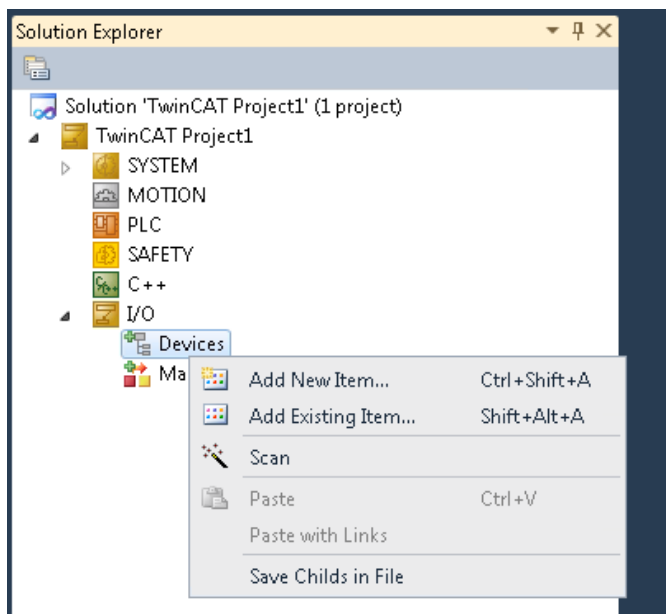 Solution Explorer
Solution 'TwinCAT Project1' (1 project)
TwinCAT Project1
SYSTEM
MOTION
PLC
SAFETY
C++
I/O
Devices
Ma
Add New Item... Ctrl+Shift+A
Add Existing Item... Shift+Alt+A
Scan
Paste Ctrl+V
Paste with Links
Save Childs in File